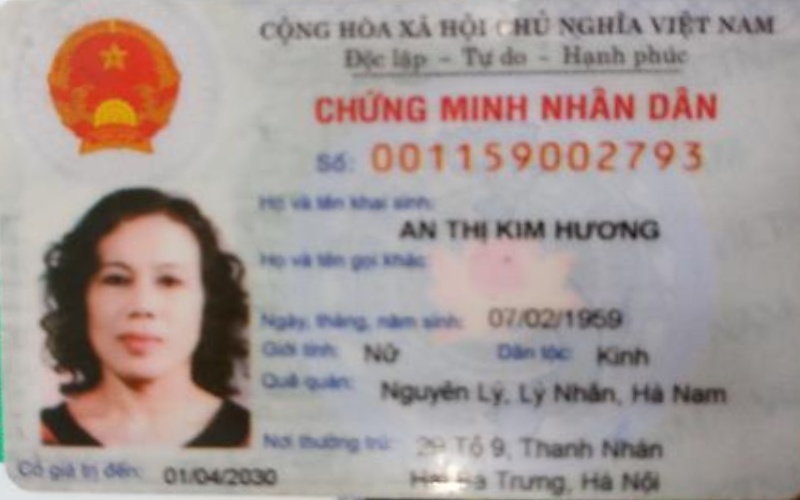 CỘNG HÒA XÃ HỘI CHỦ NGHĨA VIỆT NAM
Độc lập - Tự do - Hạnh phúc
CHỨNG MINH NHÂN DÂN
Số: 001159002793
Họ và tên khai sinh:
AN THỊ KIM HƯƠNG
Họ và tên gọi khác:
Ngày, tháng, năm sinh: 07/02/1959
Giới tính: Nữ Dân tộc: Kinh
Quê quán: Nguyên Lý, Lý Nhân, Hà Nam
Nơi thường trú: 29 Tổ 9, Thanh Nhàn
Hai Bà Trưng, Hà Nội
Có giá trị đến: 01/04/2030